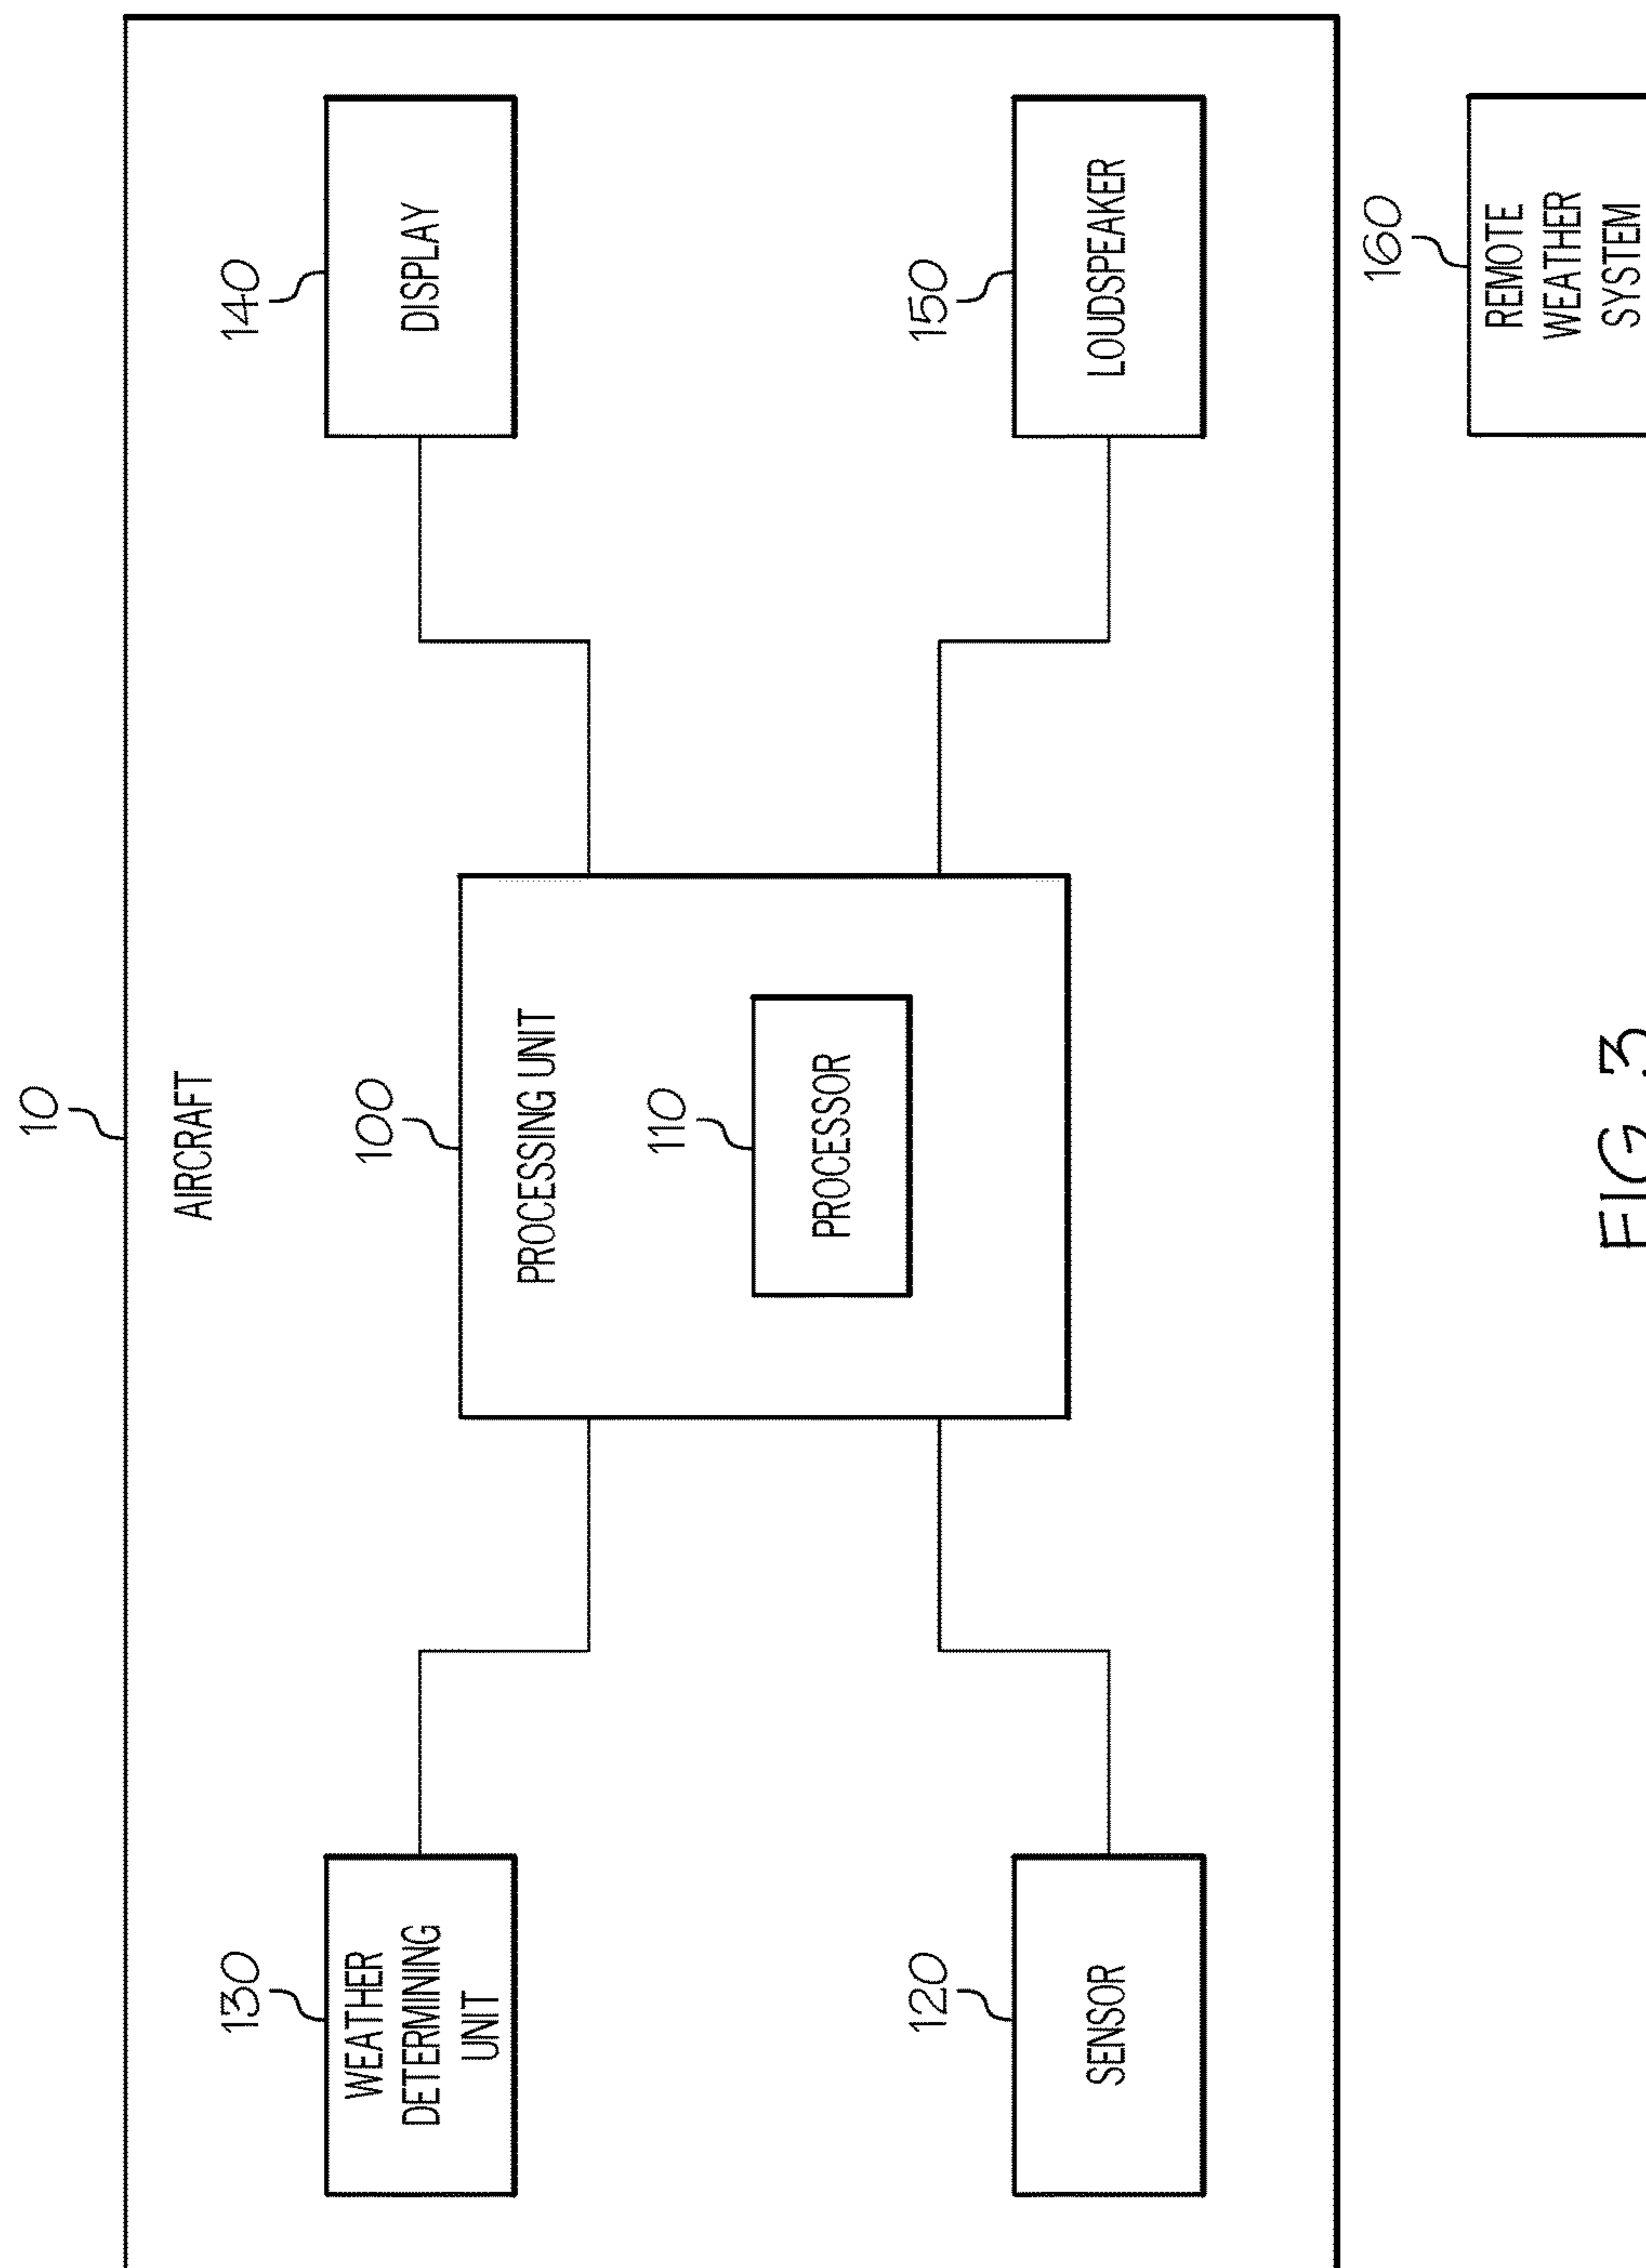 10
AIRCRAFT
130
WEATHER
DETERMINING
UNIT
140
DISPLAY
100
PROCESSING UNIT
110
PROCESSOR
120
SENSOR
150
LOUDSPEAKER
160
REMOTE
WEATHER
SYSTEM
FIG. 3